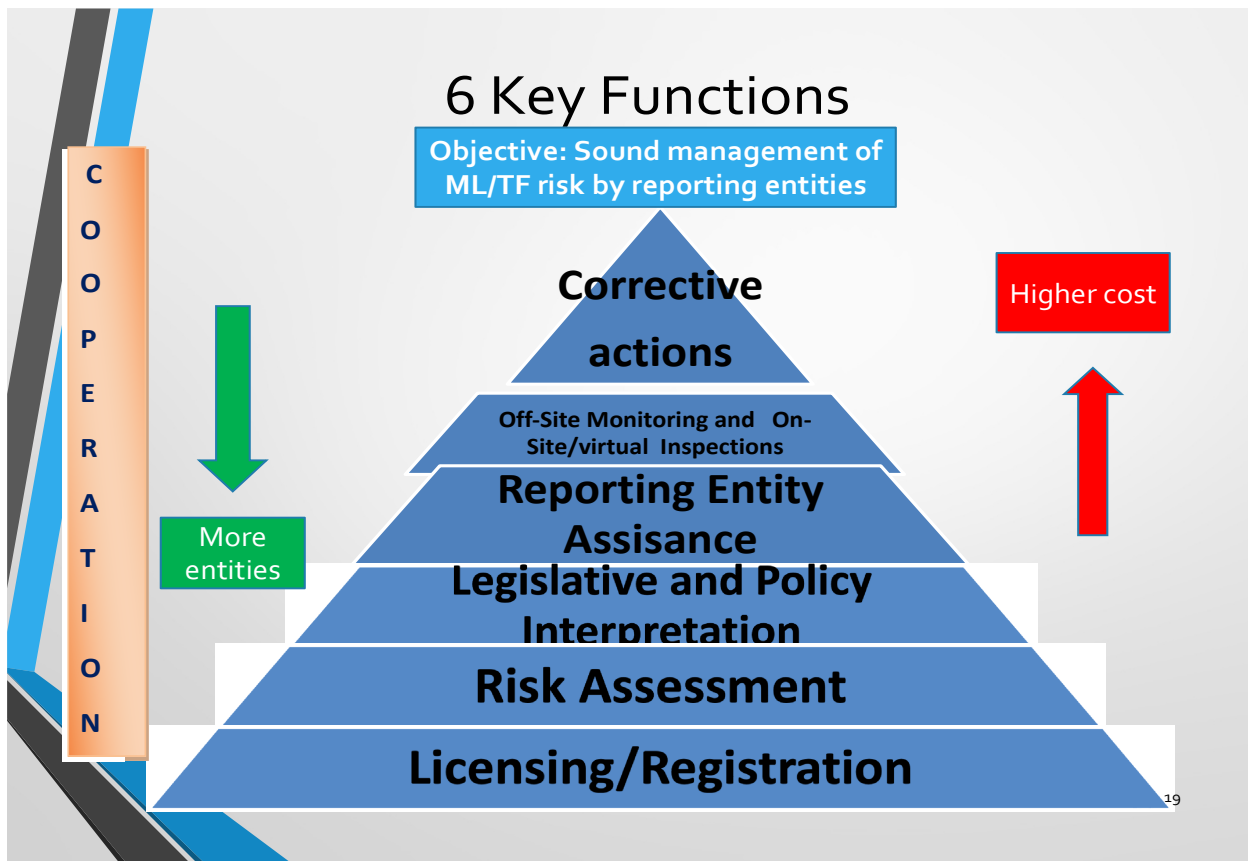 6 Key Functions
Objective: Sound management of
ML/TF risk by reporting entities
C
O
O
P
E
R
A
T
I
O
N
More
entities
Higher cost
Corrective
actions
Off-Site Monitoring and On-
Site/virtual Inspections
Reporting Entity
Assisance
Legislative and Policy
Interpretation
Risk Assessment
Licensing/Registration
19